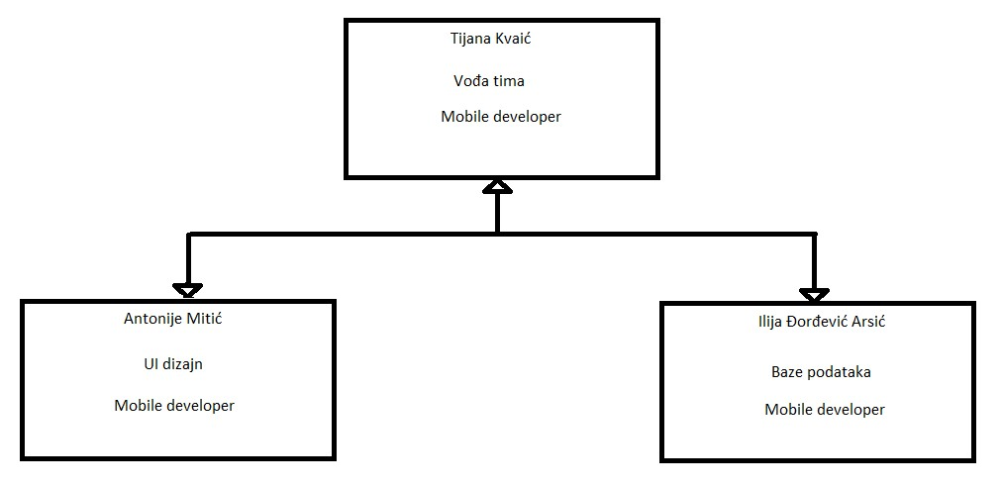 Tijana Kvaić
Vođa tima
Mobile developer
Antonije Mitić
UI dizajn
Mobile developer
Ilija Đorđević Arsić
Baze podataka
Mobile developer